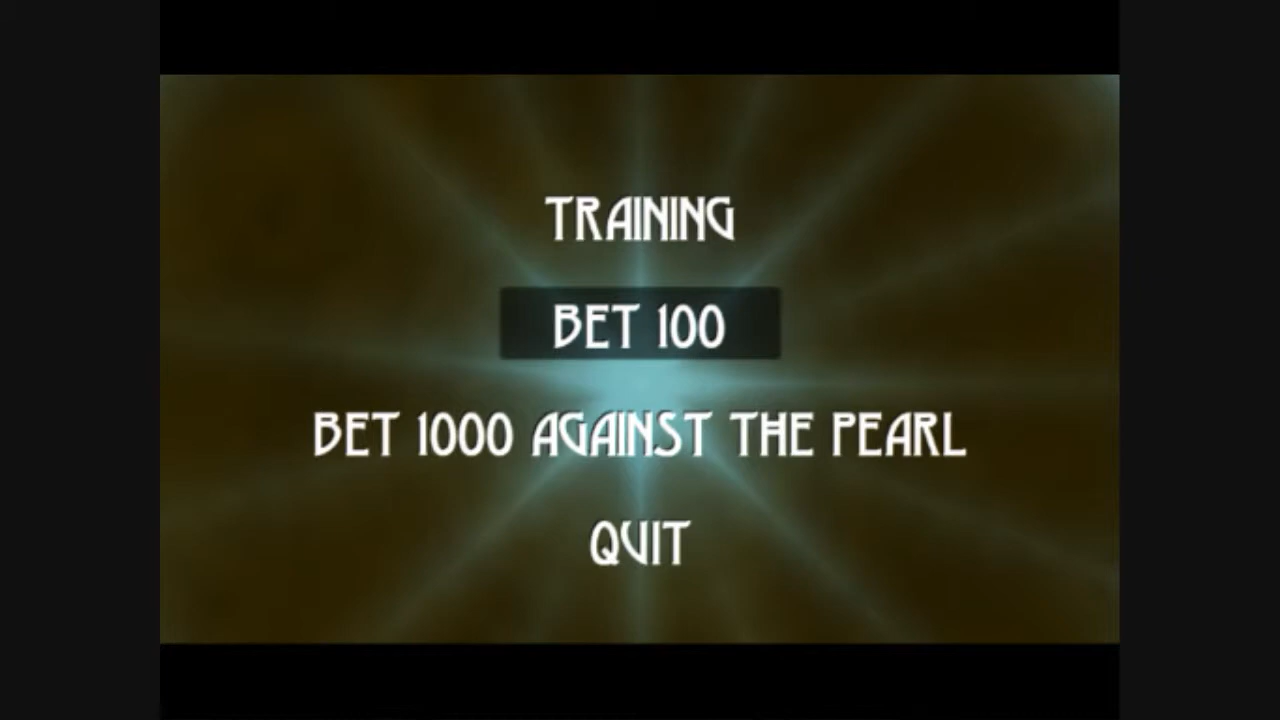 TRAINING
BET 100
BET 1000 AGAINST THE PEARL
QUIT